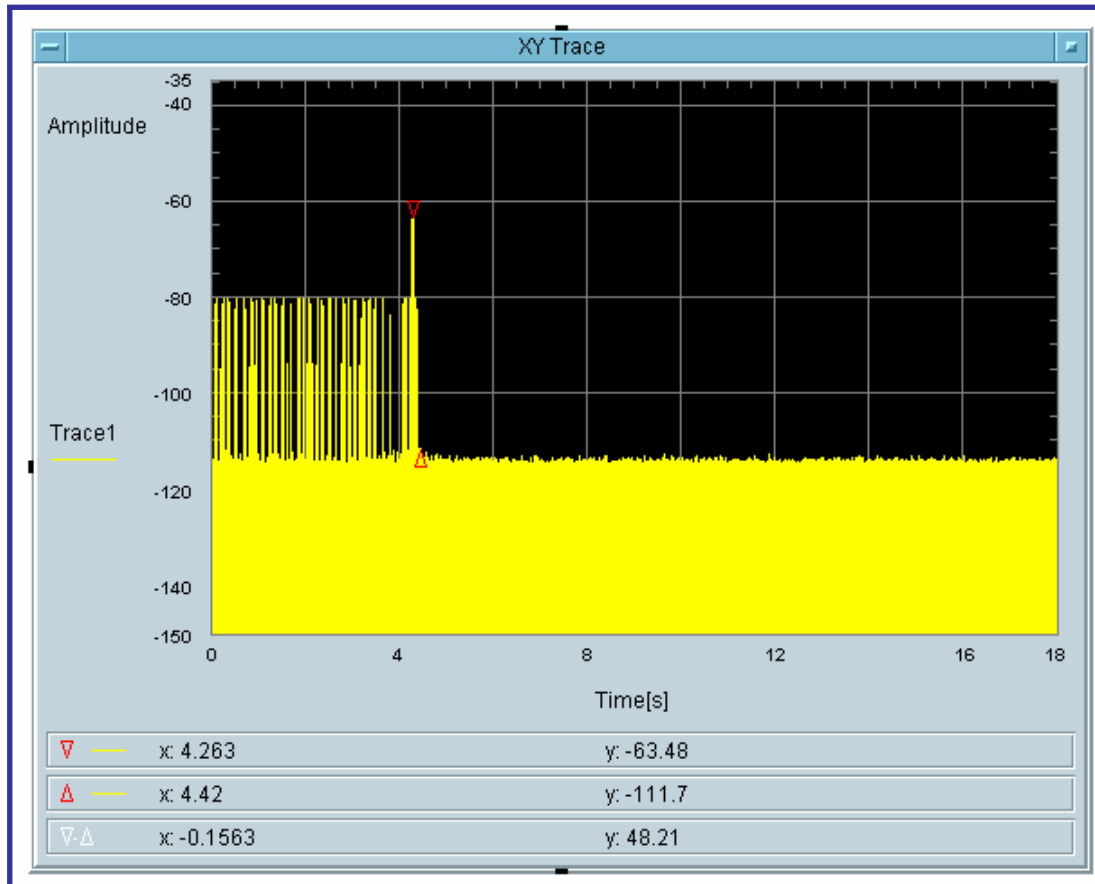 XY Trace
-35
-40
Amplitude
-60
-80
-100
Trace1
-120
-140
-150
0 4 8 12 16 18
Time[s]
x: 4.263 y: -63.48
x: 4.42 y: -111.7
x: -0.1563 y: 48.21